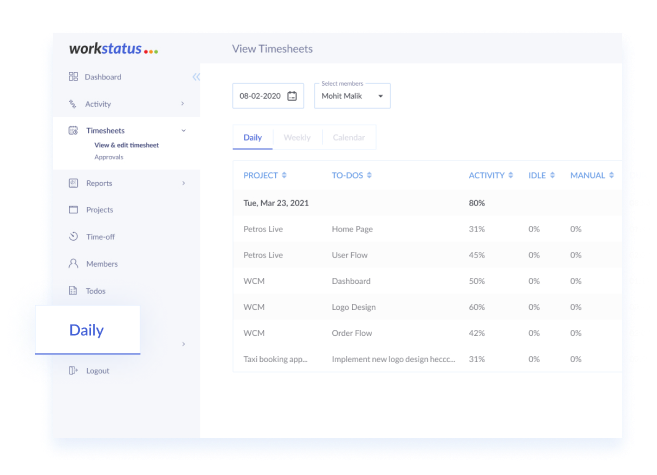 workstatus
View Timesheets
Dashboard
Activity
Timesheets
View & edit timesheet
Approvals
Reports
Projects
Time-off
Members
Todos
Daily
Logout
08-02-2020
Select members
Mohit Malik
Daily Weekly Calendar
PROJECT TO-DOS ACTIVITY IDLE MANUAL
Tue, Mar 23, 2021 80%
Petros Live Home Page 31% 0% 0%
Petros Live User Flow 45% 0% 0%
WCM Dashboard 50% 0% 0%
WCM Logo Design 60% 0% 0%
WCM Order Flow 42% 0% 0%
Taxi booking app... Implement new logo design heccc... 31% 0% 0%